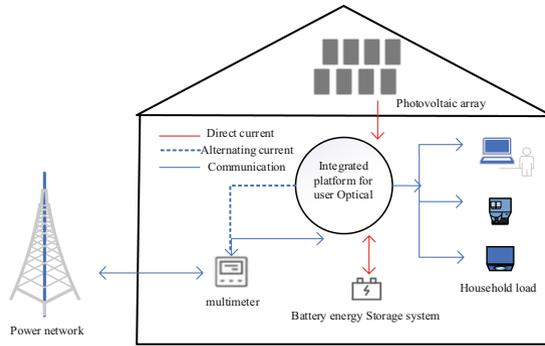 Photovoltaic array
Direct current
Alternating current
Communication
Integrated
platform for
user Optical
multimeter
Battery energy Storage system
Household load
Power network